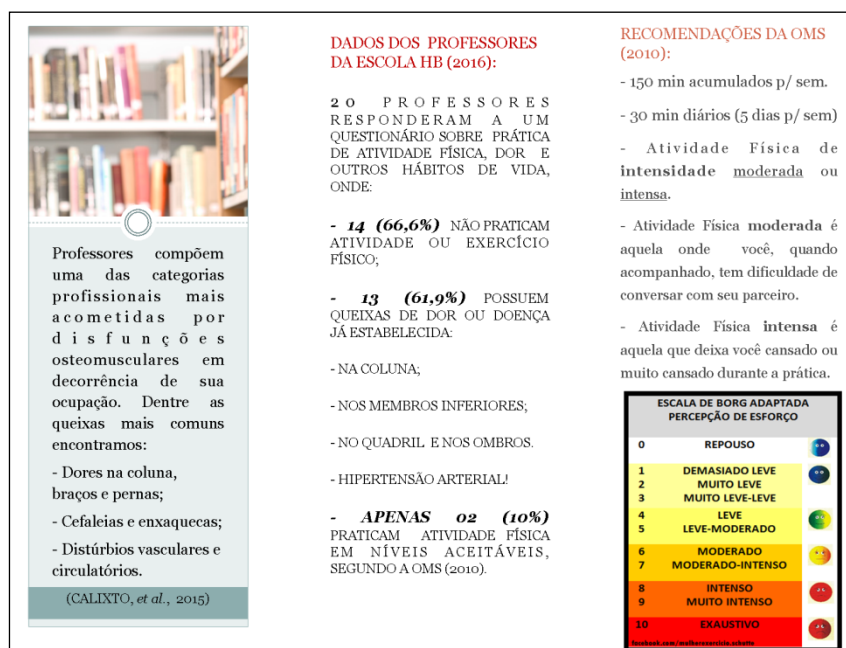 Professores compõem
uma das categorias
profissionais mais
acometidas por
disfunções
osteomusculares em
decorrência de sua
ocupação. Dentre as
queixas mais comuns
encontramos:
- Dores na coluna,
braços e pernas;
- Cefaleias e enxaquecas;
- Distúrbios vasculares e
circulatórios.
(CALIXTO, et al., 2015)
DADOS DOS PROFESSORES
DA ESCOLA HB (2016):
20 PROFESSORES
RESPONDERAM A UM
QUESTIONÁRIO SOBRE PRÁTICA
DE ATIVIDADE FÍSICA, DOR E
OUTROS HÁBITOS DE VIDA,
ONDE:
- 14 (66,6%) NÃO PRATICAM
ATIVIDADE OU EXERCÍCIO
FÍSICO;
- 13 (61,9%) POSSUEM
QUEIXAS DE DOR OU DOENÇA
JÁ ESTABELECIDA:
- NA COLUNA;
- NOS MEMBROS INFERIORES;
- NO QUADRIL E NOS OMBROS.
- HIPERTENSÃO ARTERIAL!
- APENAS 02 (10%)
PRATICAM ATIVIDADE FÍSICA
EM NÍVEIS ACEITÁVEIS,
SEGUNDO A OMS (2010).
RECOMENDAÇÕES DA OMS
(2010):
- 150 min acumulados p/ sem.
- 30 min diários (5 dias p/ sem)
- Atividade Física de
intensidade moderada ou
intensa.
- Atividade Física moderada é
aquela onde você, quando
acompanhado, tem dificuldade de
conversar com seu parceiro.
- Atividade Física intensa é
aquela que deixa você cansado ou
muito cansado durante a prática.
ESCALA DE BORG ADAPTADA
PERCEPÇÃO DE ESFORÇO
0 REPOUSO
1 DEMASIADO LEVE
2 MUITO LEVE
3 MUITO LEVE-LEVE
4 LEVE
5 LEVE-MODERADO
6 MODERADO
7 MODERADO-INTENSO
8 INTENSO
9 MUITO INTENSO
10 EXAUSTIVO